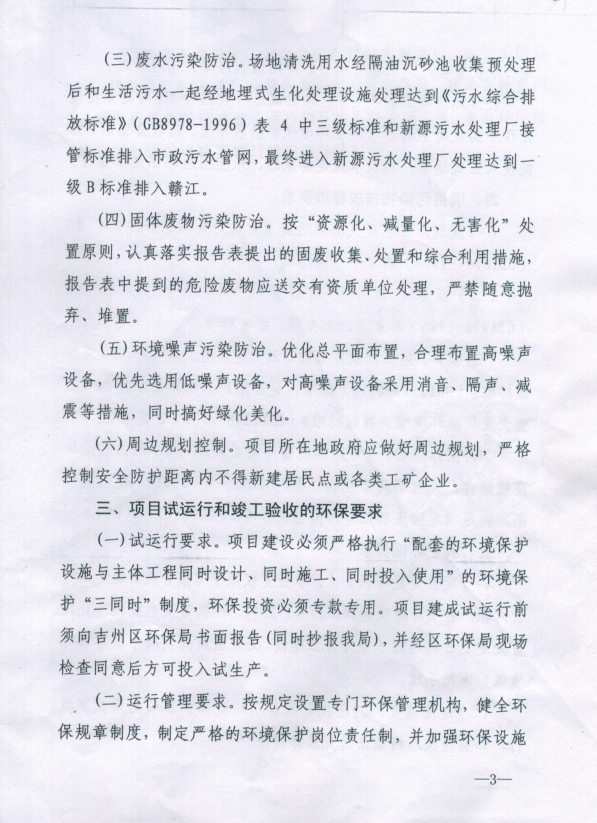 (三)废水污染防治。场地清洗用水经隔油沉砂池收集预处理
后和生活污水一起经地埋式生化处理设施处理达到《污水综合排
放标准》(GB8978-1996)表 4 中三级标准和新源污水处理厂接
管标准排入市政污水管网,最终进入新源污水处理厂处理达到一
级 B 标准排入赣江。
(四)固体废物污染防治。按“资源化、减量化、无害化”处
置原则,认真落实报告表提出的固废收集、处置和综合利用措施,
报告表中提到的危险废物应送交有资质单位处理,严禁随意抛
弃、堆置。
(五)环境噪声污染防治。优化总平面布置,合理布置高噪声
设备,优先选用低噪声设备,对高噪声设备采用消音、隔声、减
震等措施,同时搞好绿化美化。
(六)周边规划控制。项目所在地政府应做好周边规划,严格
控制安全防护距离内不得新建居民点或各类工矿企业。
三、项目试运行和竣工验收的环保要求
(一)试运行要求。项目建设必须严格执行“配套的环境保护
设施与主体工程同时设计、同时施工、同时投入使用”的环境保
护“三同时”制度,环保投资必须专款专用。项目建成试运行前
须向吉州区环保局书面报告(同时抄报我局),并经区环保局现场
检查同意后方可投入试生产。
(二)运行管理要求。按规定设置专门环保管理机构,健全环
保规章制度,制定严格的环境保护岗位责任制,并加强环保设施
—3—